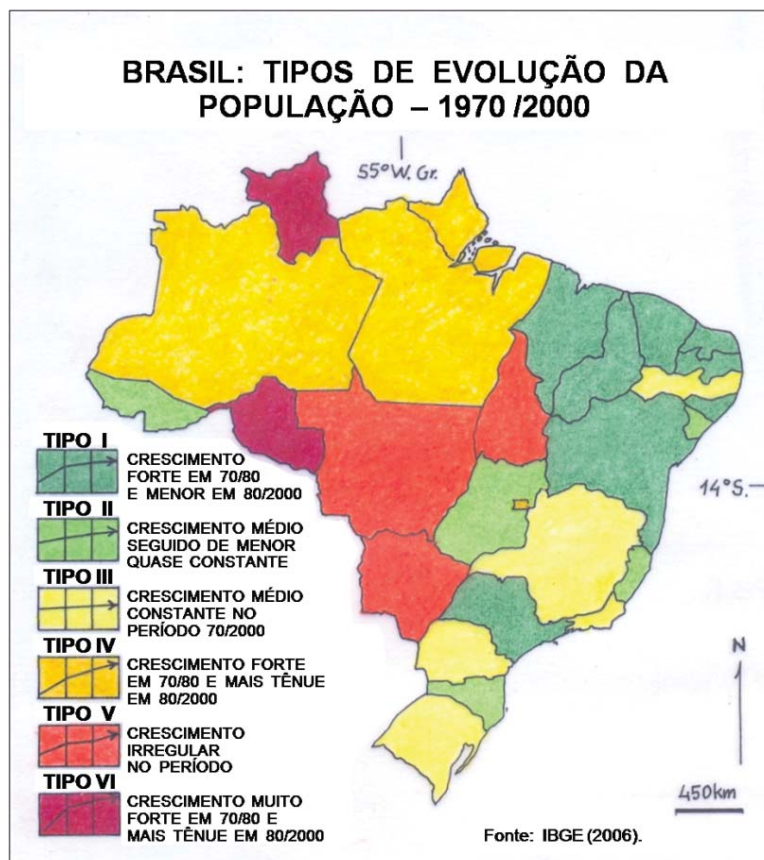 BRASIL: TIPOS DE EVOLUÇÃO DA
POPULAÇÃO – 1970 /2000
55°W. Gr.
14°S.
TIPO I
CRESCIMENTO
FORTE EM 70/80
E MENOR EM 80/2000
TIPO II
CRESCIMENTO MÉDIO
SEGUIDO DE MENOR
QUASE CONSTANTE
TIPO III
CRESCIMENTO MÉDIO
CONSTANTE NO
PERÍODO 70/2000
TIPO IV
CRESCIMENTO FORTE
EM 70/80 E MAIS TÊNUE
EM 80/2000
TIPO V
CRESCIMENTO
IRREGULAR
NO PERÍODO
TIPO VI
CRESCIMENTO MUITO
FORTE EM 70/80 E
MAIS TÊNUE EM 80/2000
N
450km
Fonte: IBGE (2006).